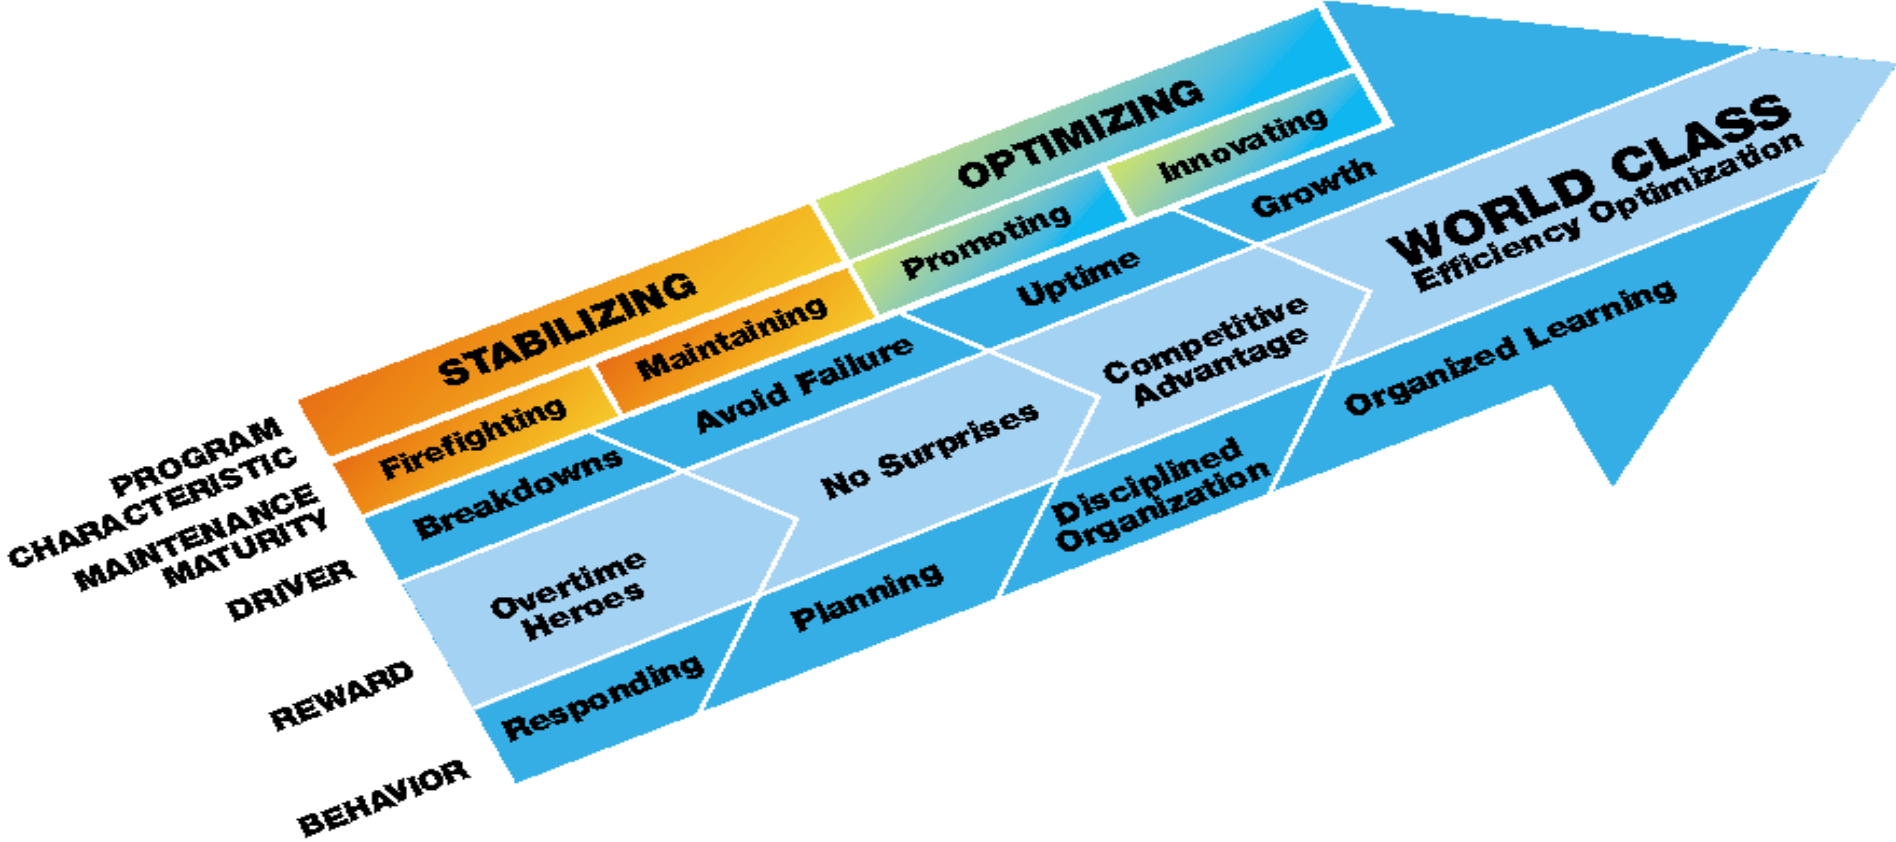 PROGRAM
CHARACTERISTIC
STABILIZING
OPTIMIZING
MAINTENANCE
MATURITY
Firefighting
Maintaining
Promoting
Innovating
DRIVER
Breakdowns
Avoid Failure
Uptime
Growth
REWARD
Overtime
Heroes
No Surprises
Competitive
Advantage
WORLD CLASS
Efficiency Optimization
BEHAVIOR
Responding
Planning
Disciplined
Organization
Organized Learning